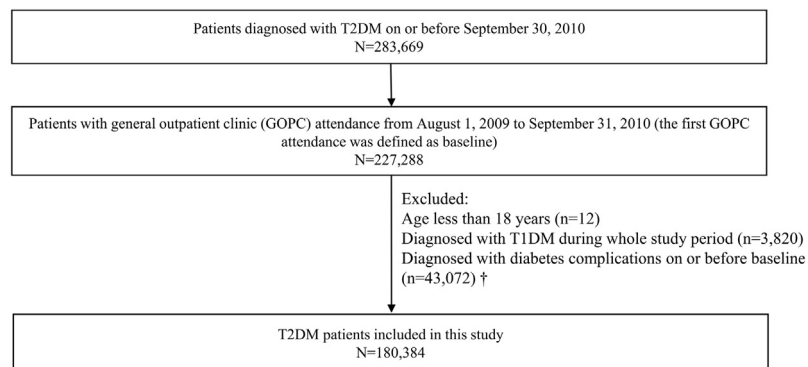 Patients diagnosed with T2DM on or before September 30, 2010
N=283,669
Patients with general outpatient clinic (GOPC) attendance from August 1, 2009 to September 31, 2010 (the first GOPC
attendance was defined as baseline)
N=227,288
Excluded:
Age less than 18 years (n=12)
Diagnosed with T1DM during whole study period (n=3,820)
Diagnosed with diabetes complications on or before baseline
(n=43,072) †
T2DM patients included in this study
N=180,384